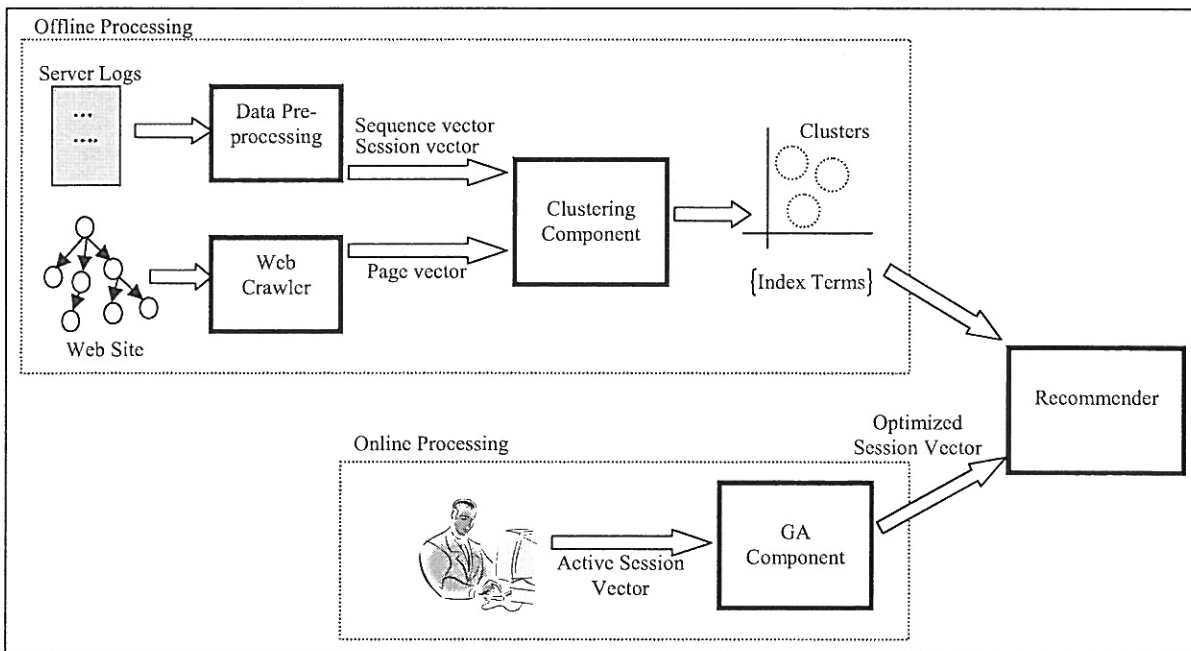 Offline Processing
Server Logs
....
.....
Data Pre-
processing
Sequence vector
Session vector
Clusters
Clustering
Component
Web
Crawler
Page vector
{Index Terms}
Web Site
Recommender
Optimized
Session Vector
Online Processing
GA
Component
Active Session
Vector